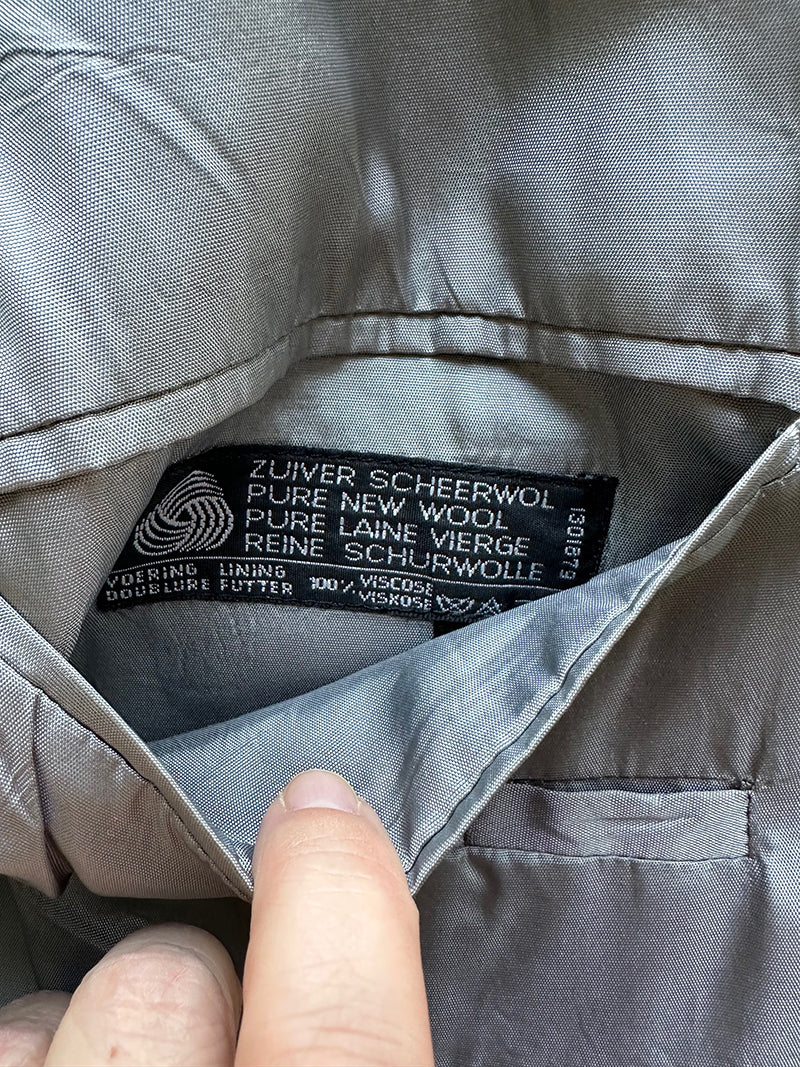 ZUIVER SCHEERWOL
PURE NEW WOOL
PURE LAINE VIERGE
REINE SCHURWOLLE
VOERING LINING
DOUBLURE FUTTER
100% VISCOSE
VISKOSE